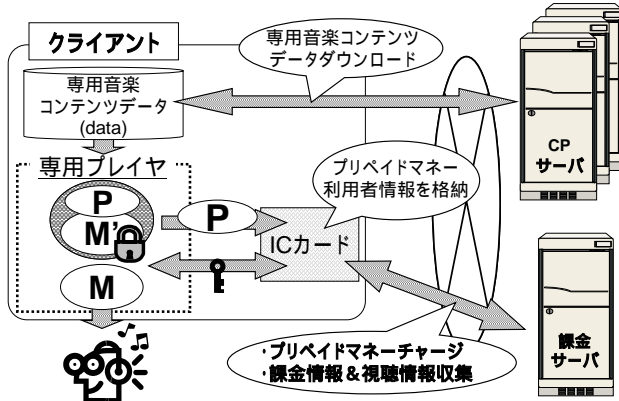 クライアント
専用音楽コンテンツ
データダウンロード
専用音楽
コンテンツデータ
(data)
CP
サーバ
専用プレイヤ
プリペイドマネー
利用者情報を格納
P
M'
P
ICカード
M
課金
サーバ
・プリペイドマネーチャージ
・課金情報＆視聴情報収集